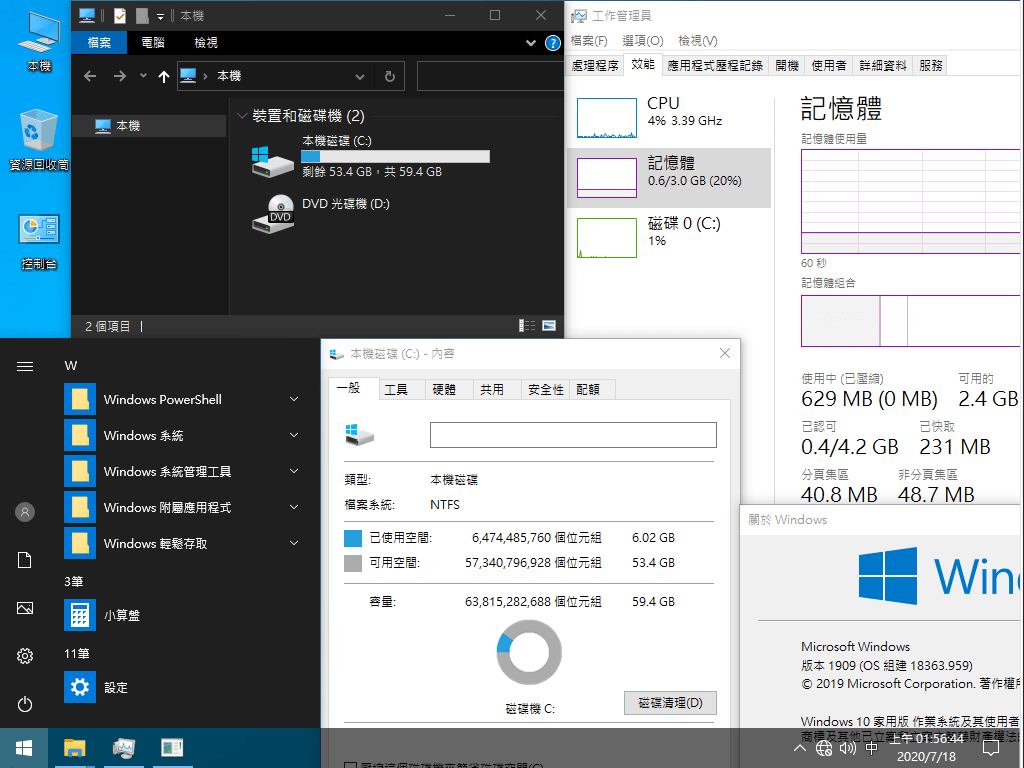 本機
資源回收筒
控制台
本機
檔案
電腦
檢視
本機
本機
裝置和磁碟機 (2)
本機磁碟 (C:)
剩餘 53.4 GB，共 59.4 GB
DVD
DVD 光碟機 (D:)
2 個項目
工作管理員
檔案(F) 選項(O) 檢視(V)
處理程序 效能 應用程式歷程記錄 開機 使用者 詳細資料 服務
CPU
4% 3.39 GHz
記憶體
0.6/3.0 GB (20%)
磁碟 0 (C:)
1%
記憶體
記憶體使用量
60 秒
記憶體組合
使用中 (已壓縮) 可用的
629 MB (0 MB) 2.4 GB
已認可 已快取
0.4/4.2 GB 231 MB
分頁集區 非分頁集區
40.8 MB 48.7 MB
W
Windows PowerShell
Windows 系統
Windows 系統管理工具
Windows 附屬應用程式
Windows 輕鬆存取
3筆
小算盤
11筆
設定
本機磁碟 (C:) - 內容
一般 工具 硬體 共用 安全性 配額
類型: 本機磁碟
檔案系統: NTFS
已使用空間: 6,474,485,760 個位元組 6.02 GB
可用空間: 57,340,796,928 個位元組 53.4 GB
容量: 63,815,282,688 個位元組 59.4 GB
磁碟機 C:
磁碟清理(D)
關於 Windows
Microsoft Windows
版本 1909 (OS 組建 18363.959)
© 2019 Microsoft Corporation. 著作權
Windows 10 家用版 作業系統及其使用者
中
上午 01:56:44
2020/7/18